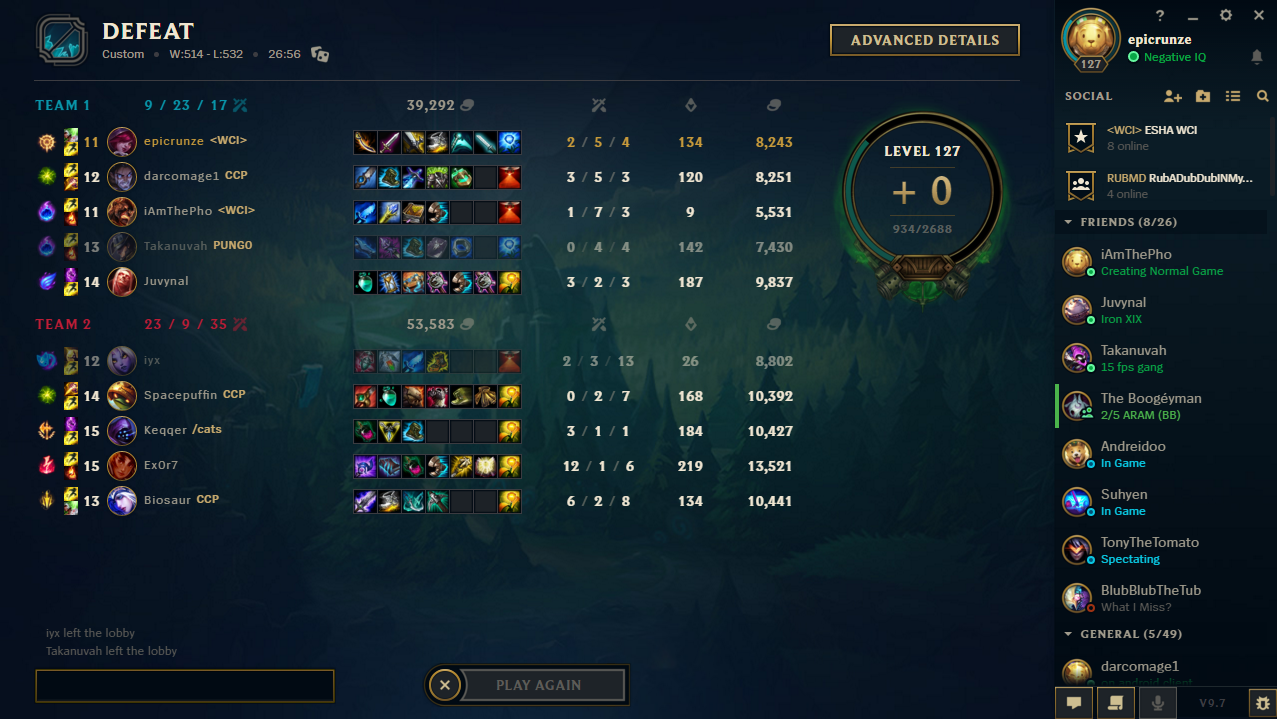 DEFEAT
Custom • W:514 - L:532 • 26:56
ADVANCED DETAILS
TEAM 1 9 / 23 / 17 39,292
11 epicrunze <WCI> 2 / 5 / 4 134 8,243
12 darcomage1 CCP 3 / 5 / 3 120 8,251
11 iAmThePho <WCI> 1 / 7 / 3 9 5,531
13 Takanuvah PUNGO 0 / 4 / 4 142 7,430
14 Juvynal 3 / 2 / 3 187 9,837
TEAM 2 23 / 9 / 35 53,583
12 iyx 2 / 3 / 13 26 8,802
14 Spacepuffin CCP 0 / 2 / 7 168 10,392
15 Keqqer /cats 3 / 1 / 1 184 10,427
15 Ex0r7 12 / 1 / 6 219 13,521
13 Biosaur CCP 6 / 2 / 8 134 10,441
LEVEL 127
+ 0
934/2688
iyx left the lobby
Takanuvah left the lobby
PLAY AGAIN
?
127
epicrunze
Negative IQ
SOCIAL
<WCI> ESHA WCI
8 online
RUBMD RubADubDubINMy...
4 online
FRIENDS (8/26)
iAmThePho
Creating Normal Game
Juvynal
Iron XIX
Takanuvah
15 fps gang
The Boogéyman
2/5 ARAM (BB)
Andreidoo
In Game
Suhyen
In Game
TonyTheTomato
Spectating
BlubBlubTheTub
What I Miss?
GENERAL (5/49)
darcomage1
on android client
V9.7